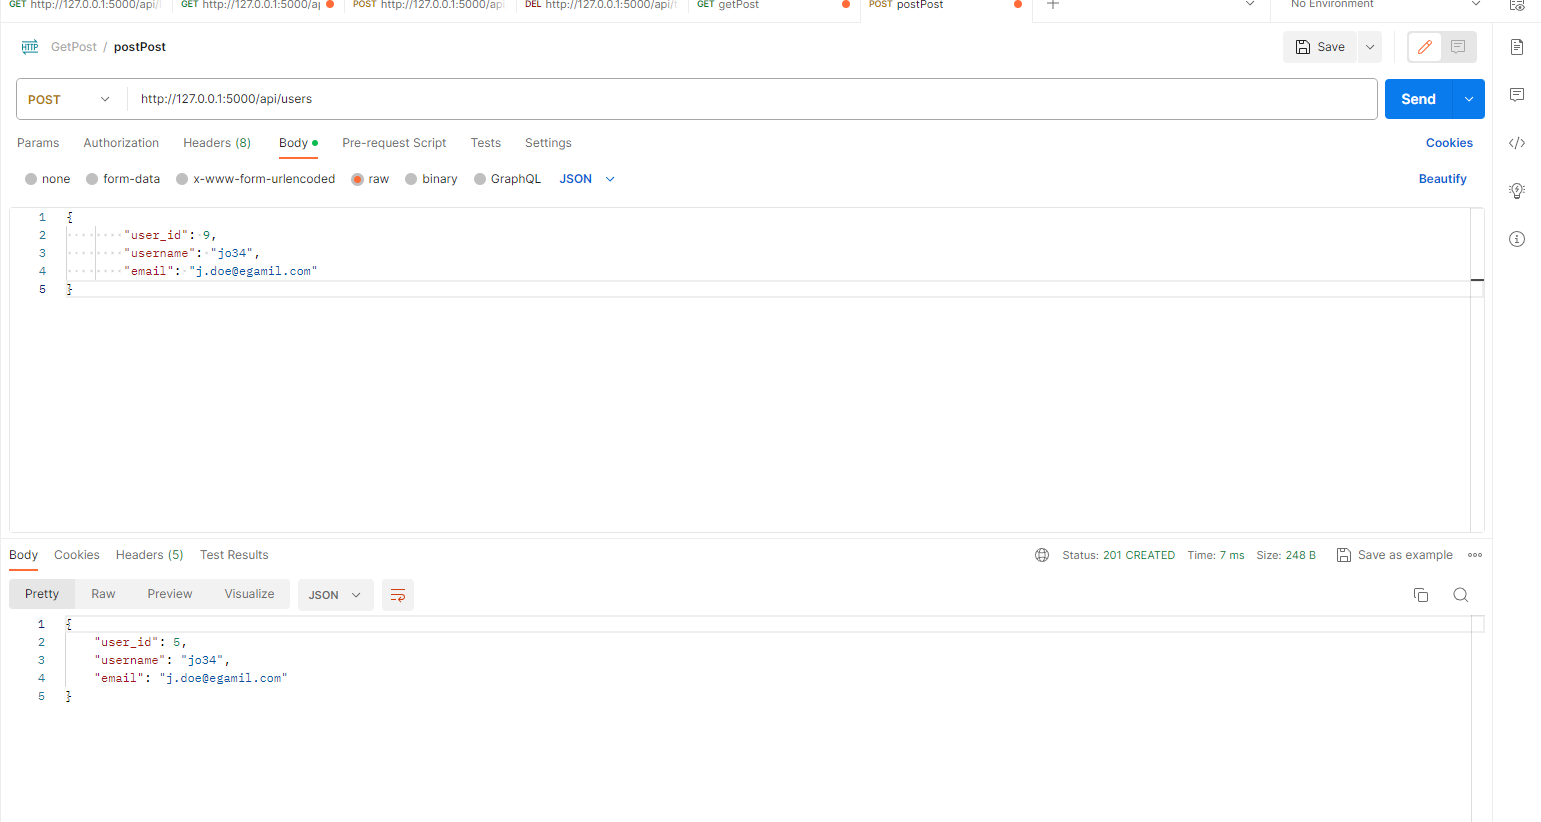 GET http://127.0.0.1:5000/api/ GET http://127.0.0.1:5000/ap POST http://127.0.0.1:5000/api DEL http://127.0.0.1:5000/api/t GET getPost POST postPost No Environment
HTTP GetPost / postPost Save
POST http://127.0.0.1:5000/api/users Send
Params Authorization Headers (8) Body Pre-request Script Tests Settings Cookies
none form-data x-www-form-urlencoded raw binary GraphQL JSON Beautify
1 {
2 "user_id": 9,
3 "username": "jo34",
4 "email": "j.doe@egamil.com"
5 }
Body Cookies Headers (5) Test Results Status: 201 CREATED Time: 7 ms Size: 248 B Save as example
Pretty Raw Preview Visualize JSON
1 {
2 "user_id": 5,
3 "username": "jo34",
4 "email": "j.doe@egamil.com"
5 }